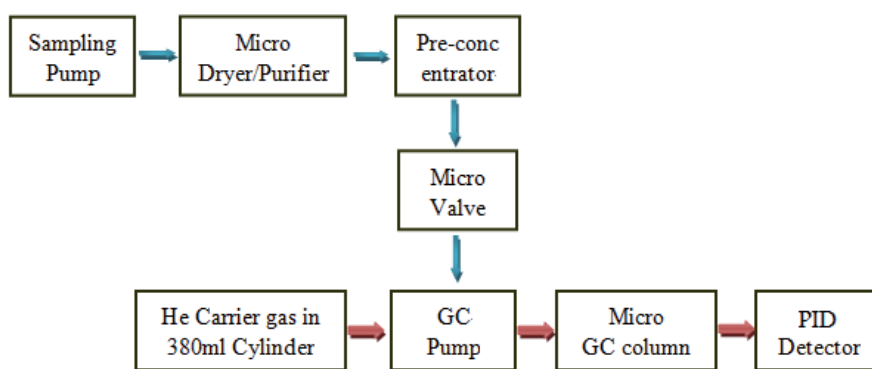 Sampling
Pump
Micro
Dryer/Purifier
Pre-conc
entrator
Micro
Valve
He Carrier gas in
380ml Cylinder
GC
Pump
Micro
GC column
PID
Detector